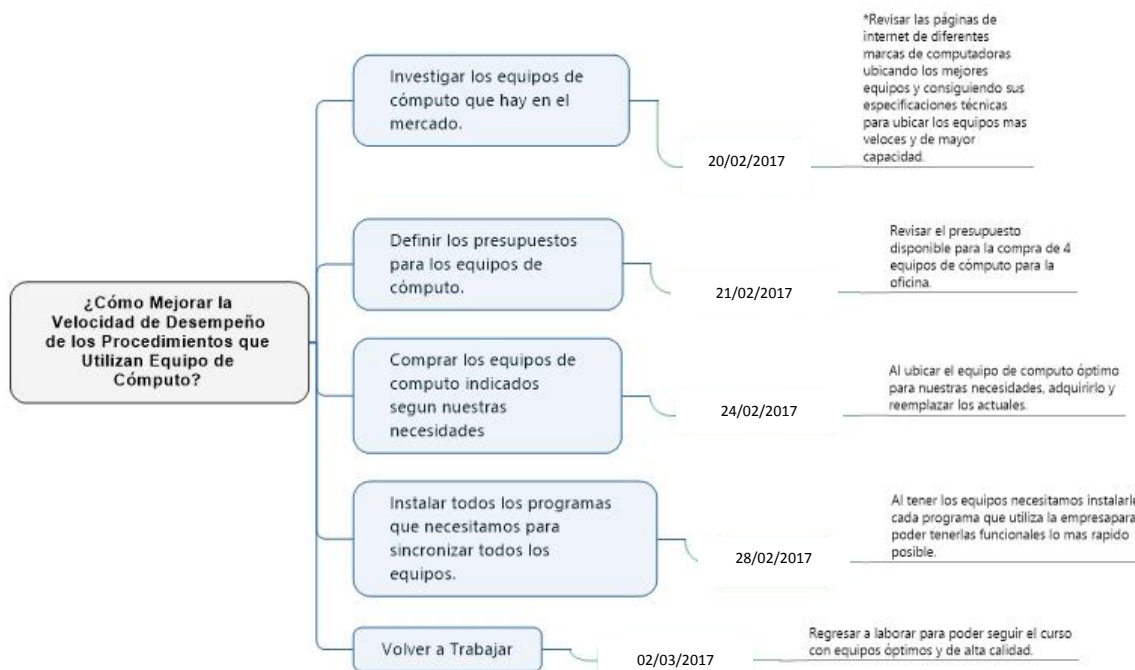 ¿Cómo Mejorar la
Velocidad de Desempeño
de los Procedimientos que
Utilizan Equipo de
Cómputo?
Investigar los equipos de
cómputo que hay en el
mercado.
20/02/2017
*Revisar las páginas de
internet de diferentes
marcas de computadoras
ubicando los mejores
equipos y consiguiendo sus
especificaciones técnicas
para ubicar los equipos mas
veloces y de mayor
capacidad.
Definir los presupuestos
para los equipos de
cómputo.
21/02/2017
Revisar el presupuesto
disponible para la compra de 4
equipos de cómputo para la
oficina.
Comprar los equipos de
computo indicados
segun nuestras
necesidades
24/02/2017
Al ubicar el equipo de computo óptimo
para nuestras necesidades, adquirirlo y
reemplazar los actuales.
Instalar todos los programas
que necesitamos para
sincronizar todos los
equipos.
28/02/2017
Al tener los equipos necesitamos instalarle
cada programa que utiliza la empresapara
poder tenerlas funcionales lo mas rapido
posible.
Volver a Trabajar
02/03/2017
Regresar a laborar para poder seguir el curso
con equipos óptimos y de alta calidad.